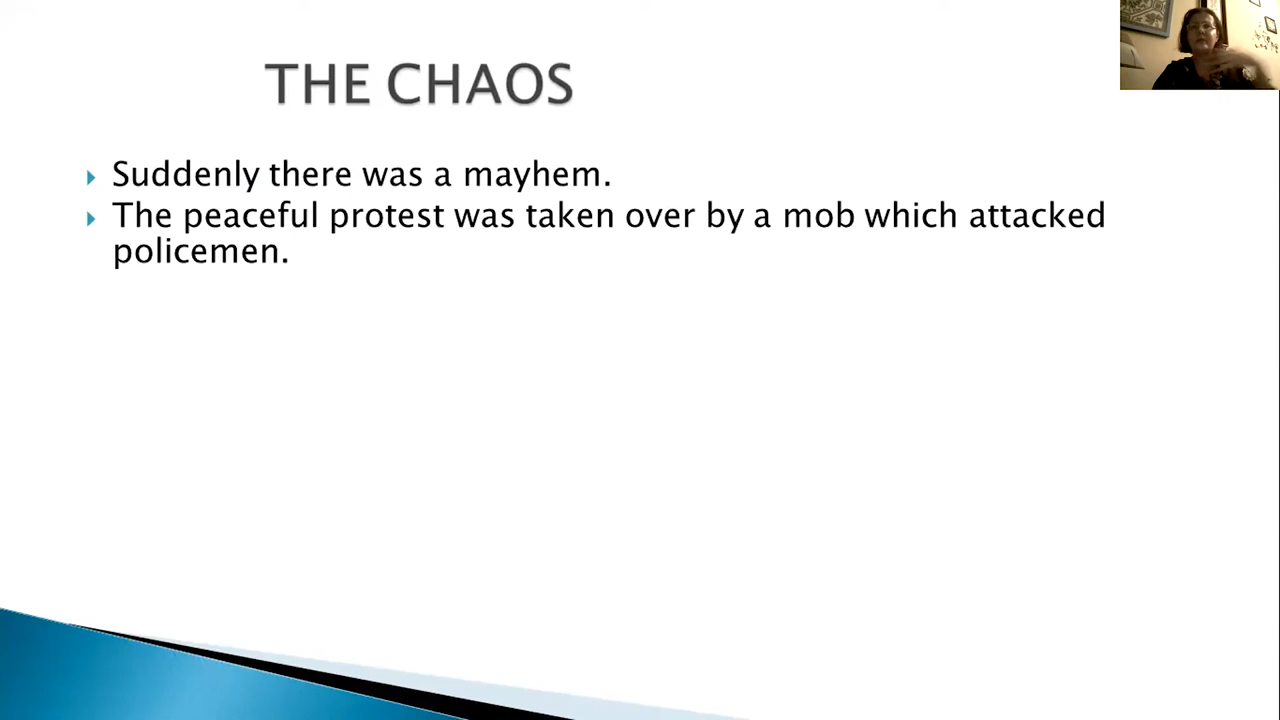 THE CHAOS
Suddenly there was a mayhem.
The peaceful protest was taken over by a mob which attacked
policemen.